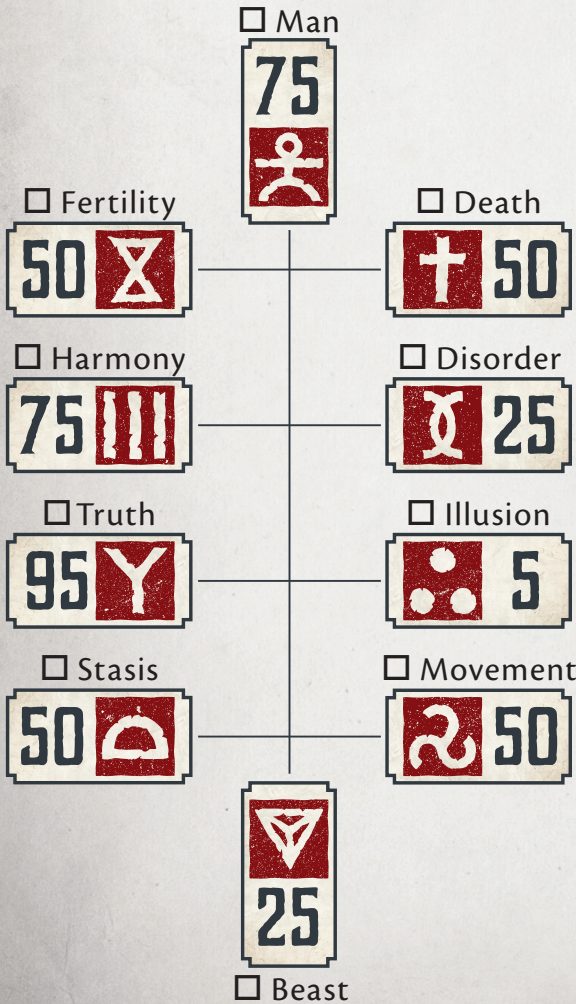 Man
75
Fertility
Death
50
50
Harmony
Disorder
75
25
Truth
Illusion
95
5
Stasis
Movement
50
50
25
Beast